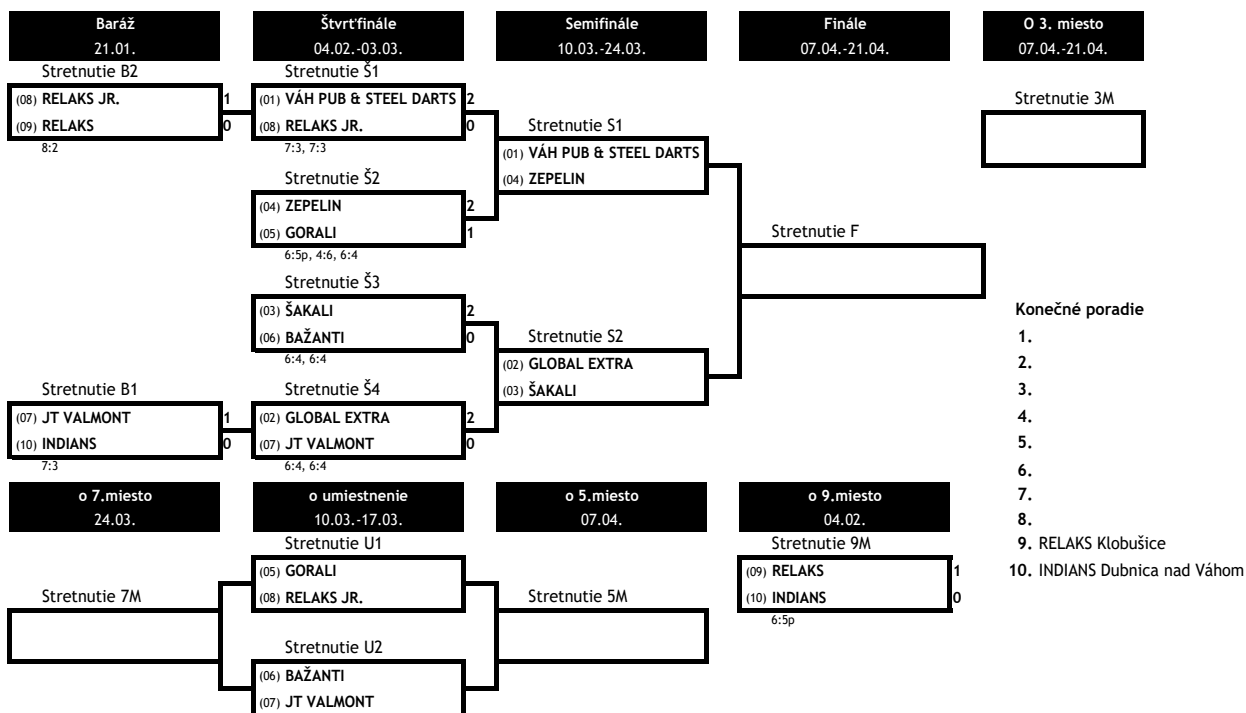 Baráž
21.01.
Štvrťfinále
04.02.-03.03.
Semifinále
10.03.-24.03.
Finále
07.04.-21.04.
O 3. miesto
07.04.-21.04.
Stretnutie B2
(08) RELAKS JR. 1
(09) RELAKS 0
8:2
Stretnutie B1
(07) JT VALMONT 1
(10) INDIANS 0
7:3
Stretnutie Š1
(01) VÁH PUB & STEEL DARTS 2
(08) RELAKS JR. 0
7:3, 7:3
Stretnutie Š2
(04) ZEPELIN 2
(05) GORALI 1
6:5p, 4:6, 6:4
Stretnutie Š3
(03) ŠAKALI 2
(06) BAŽANTI 0
6:4, 6:4
Stretnutie Š4
(02) GLOBAL EXTRA 2
(07) JT VALMONT 0
6:4, 6:4
Stretnutie S1
(01) VÁH PUB & STEEL DARTS
(04) ZEPELIN
Stretnutie S2
(02) GLOBAL EXTRA
(03) ŠAKALI
Stretnutie F
Stretnutie 3M
Konečné poradie
1.
2.
3.
4.
5.
6.
7.
8.
9. RELAKS Klobušice
10. INDIANS Dubnica nad Váhom
o 7.miesto
24.03.
o umiestnenie
10.03.-17.03.
o 5.miesto
07.04.
o 9.miesto
04.02.
Stretnutie 7M
Stretnutie U1
(05) GORALI
(08) RELAKS JR.
Stretnutie U2
(06) BAŽANTI
(07) JT VALMONT
Stretnutie 5M
Stretnutie 9M
(09) RELAKS 1
(10) INDIANS 0
6:5p